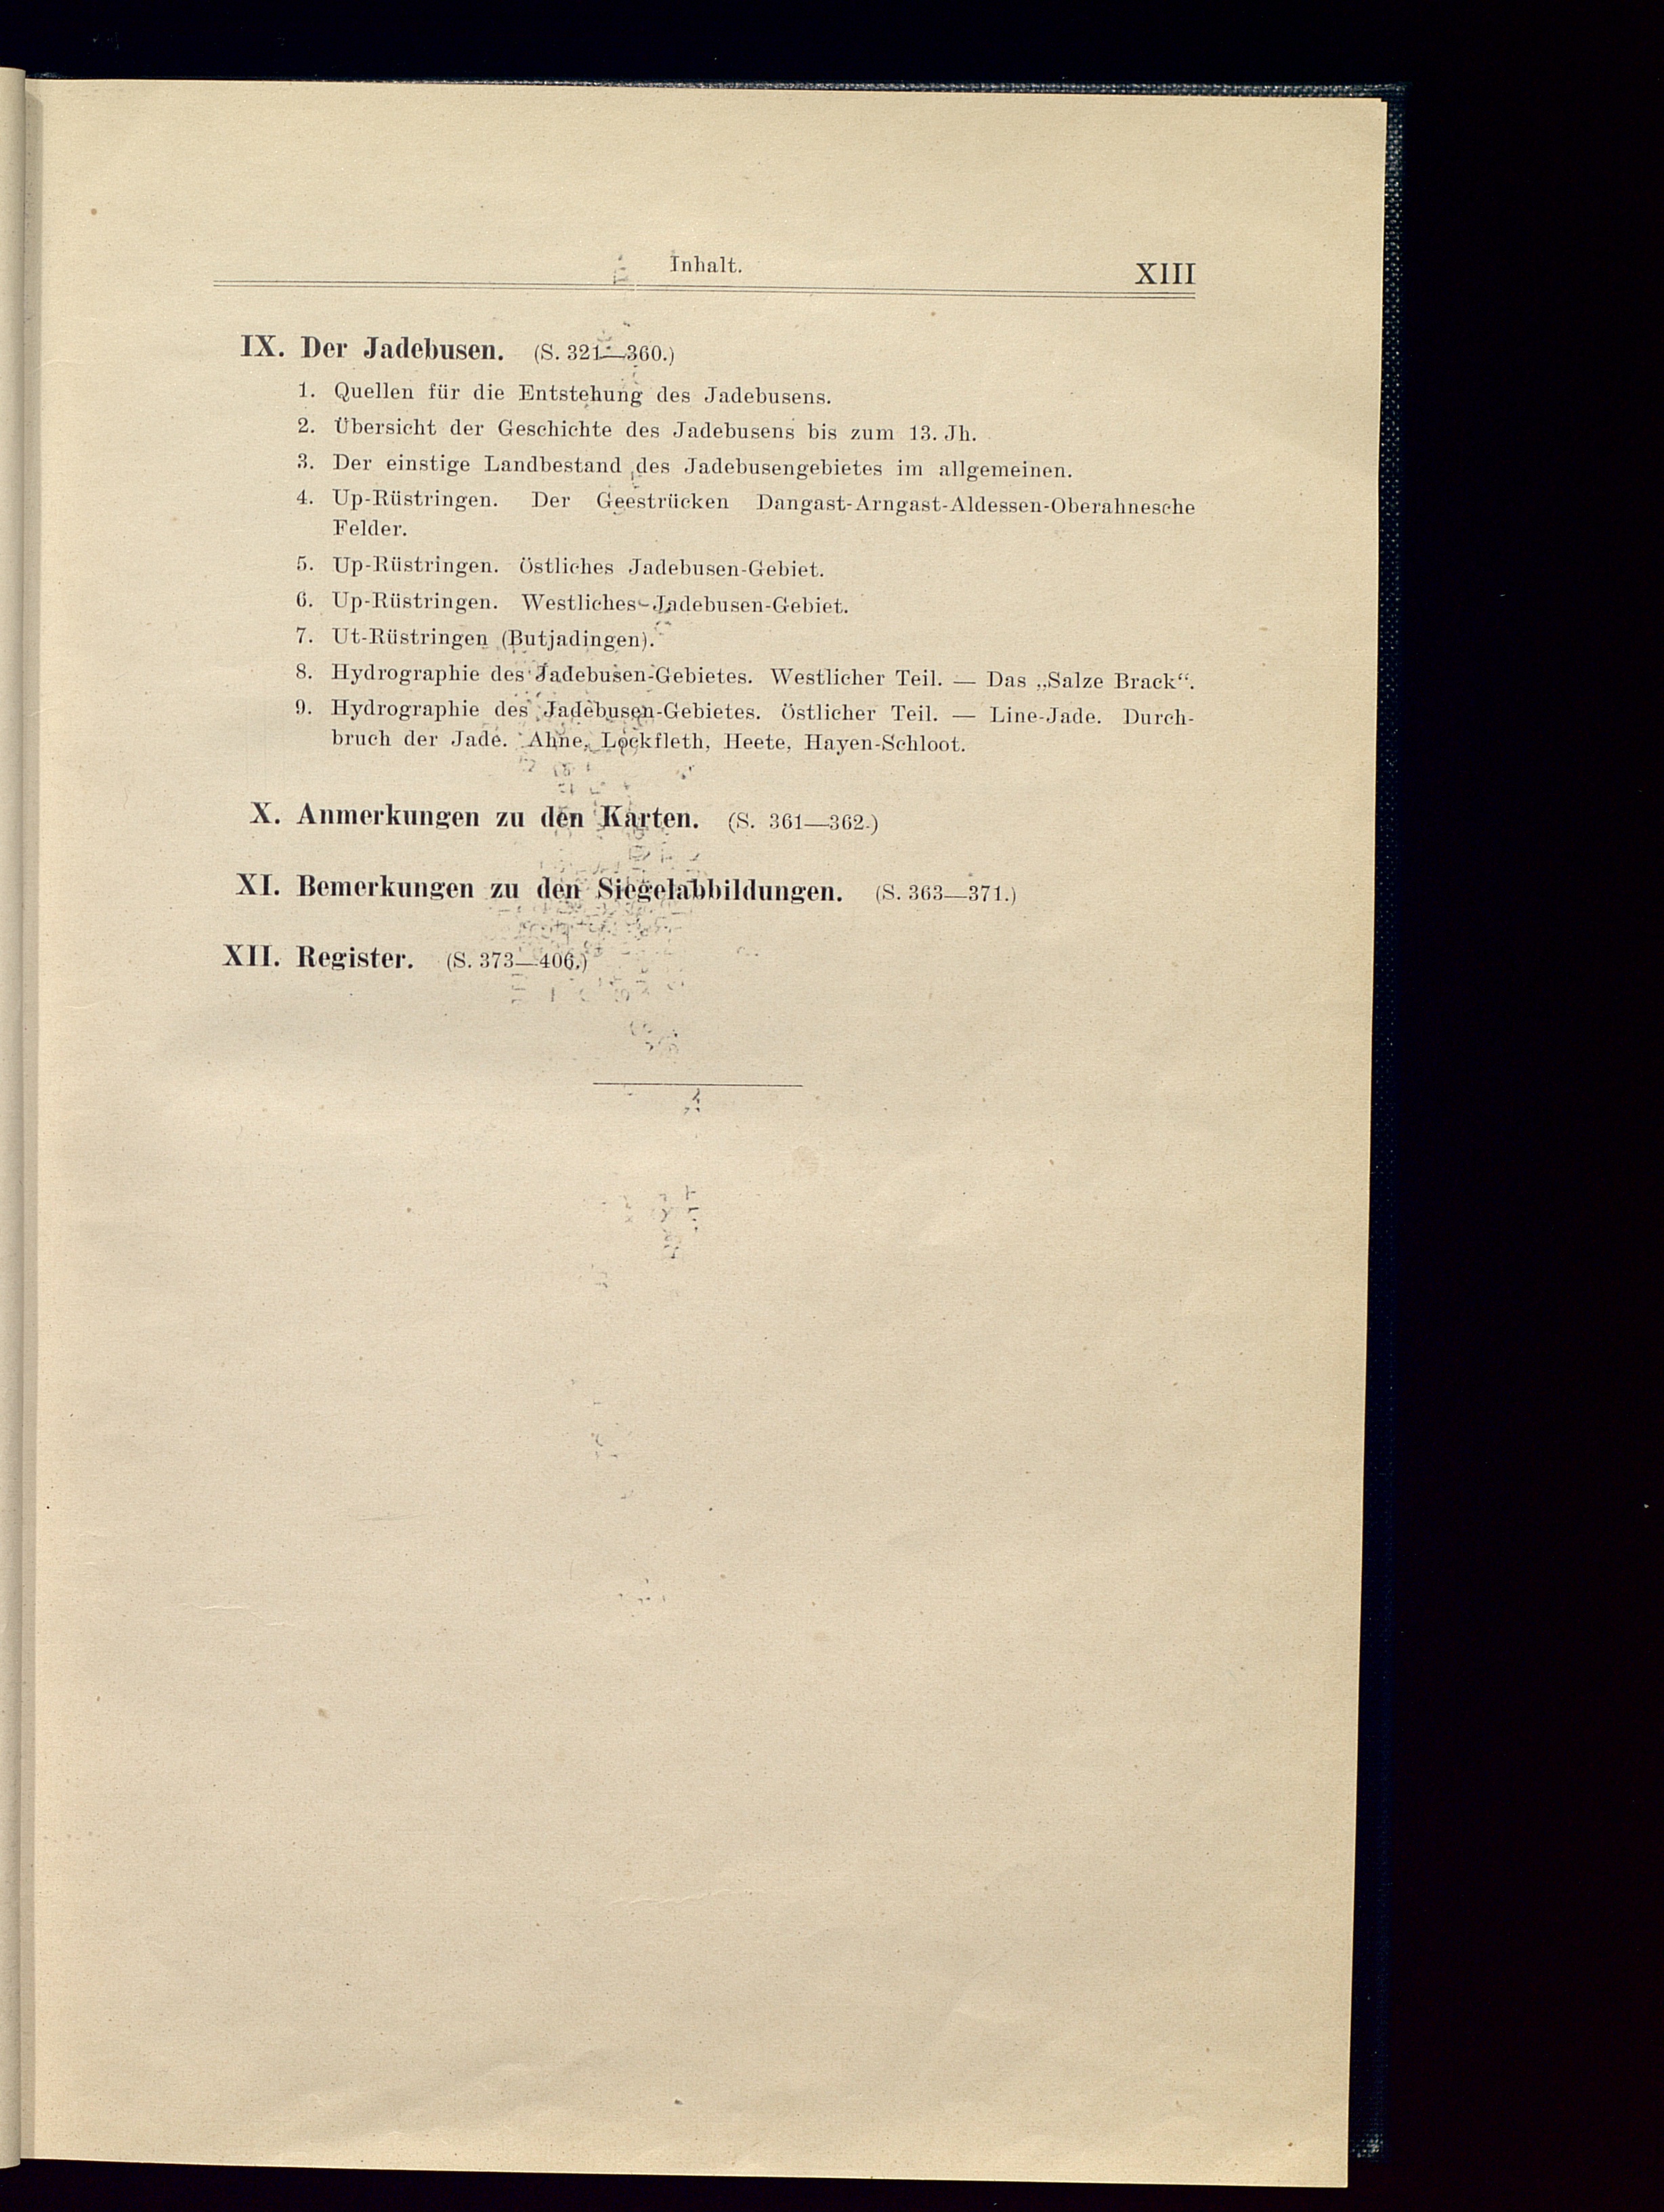 Inhalt.
XIII
IX. Der Jadebusen. (S. 321—360.)
1. Quellen für die Entstehung des Jadebusens.
2. Übersicht der Geschichte des Jadebusens bis zum 13. Jh.
3. Der einstige Landbestand des Jadebusengebietes im allgemeinen.
4. Up-Rüstringen. Der Geestrücken Dangast-Arngast-Aldessen-Oberahnesche
Felder.
5. Up-Rüstringen. Östliches Jadebusen-Gebiet.
6. Up-Rüstringen. Westliches Jadebusen-Gebiet.
7. Ut-Rüstringen (Butjadingen).
8. Hydrographie des Jadebusen-Gebietes. Westlicher Teil. — Das „Salze Brack“.
9. Hydrographie des Jadebusen-Gebietes. Östlicher Teil. — Line-Jade. Durch-
bruch der Jade. Ahne, Lockfleth, Heete, Hayen-Schloot.
X. Anmerkungen zu den Karten. (S. 361—362.)
XI. Bemerkungen zu den Siegelabbildungen. (S. 363—371.)
XII. Register. (S. 373—406.)